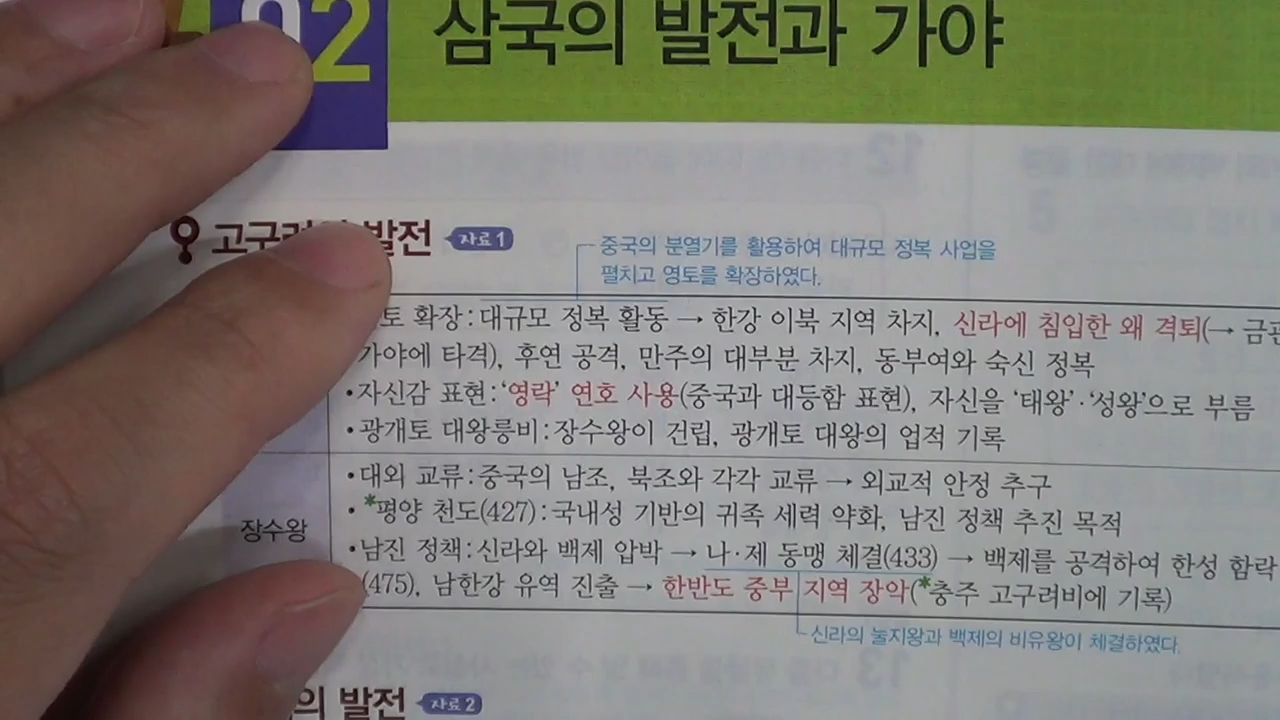 2
삼국의 발전과 가야
발전 자료 1
중국의 분열기를 활용하여 대규모 정복 사업을
펼치고 영토를 확장하였다.
확장 : 대규모 정복 활동 → 한강 이북 지역 차지, 신라에 침입한 왜 격퇴(→ 금관
가야에 타격), 후연 공격, 만주의 대부분 차지, 동부여와 숙신 정복
•자신감 표현 : ‘영락’ 연호 사용(중국과 대등함 표현), 자신을 ‘태왕’·‘성왕’으로 부름
•광개토 대왕릉비 : 장수왕이 건립, 광개토 대왕의 업적 기록
장수왕
•대외 교류 : 중국의 남조, 북조와 각각 교류 → 외교적 안정 추구
• *평양 천도(427) : 국내성 기반의 귀족 세력 약화, 남진 정책 추진 목적
•남진 정책 : 신라와 백제 압박 → 나·제 동맹 체결(433) → 백제를 공격하여 한성 함락
(475), 남한강 유역 진출 → 한반도 중부 지역 장악(*충주 고구려비에 기록)
신라의 눌지왕과 백제의 비유왕이 체결하였다.
의 발전 자료 2